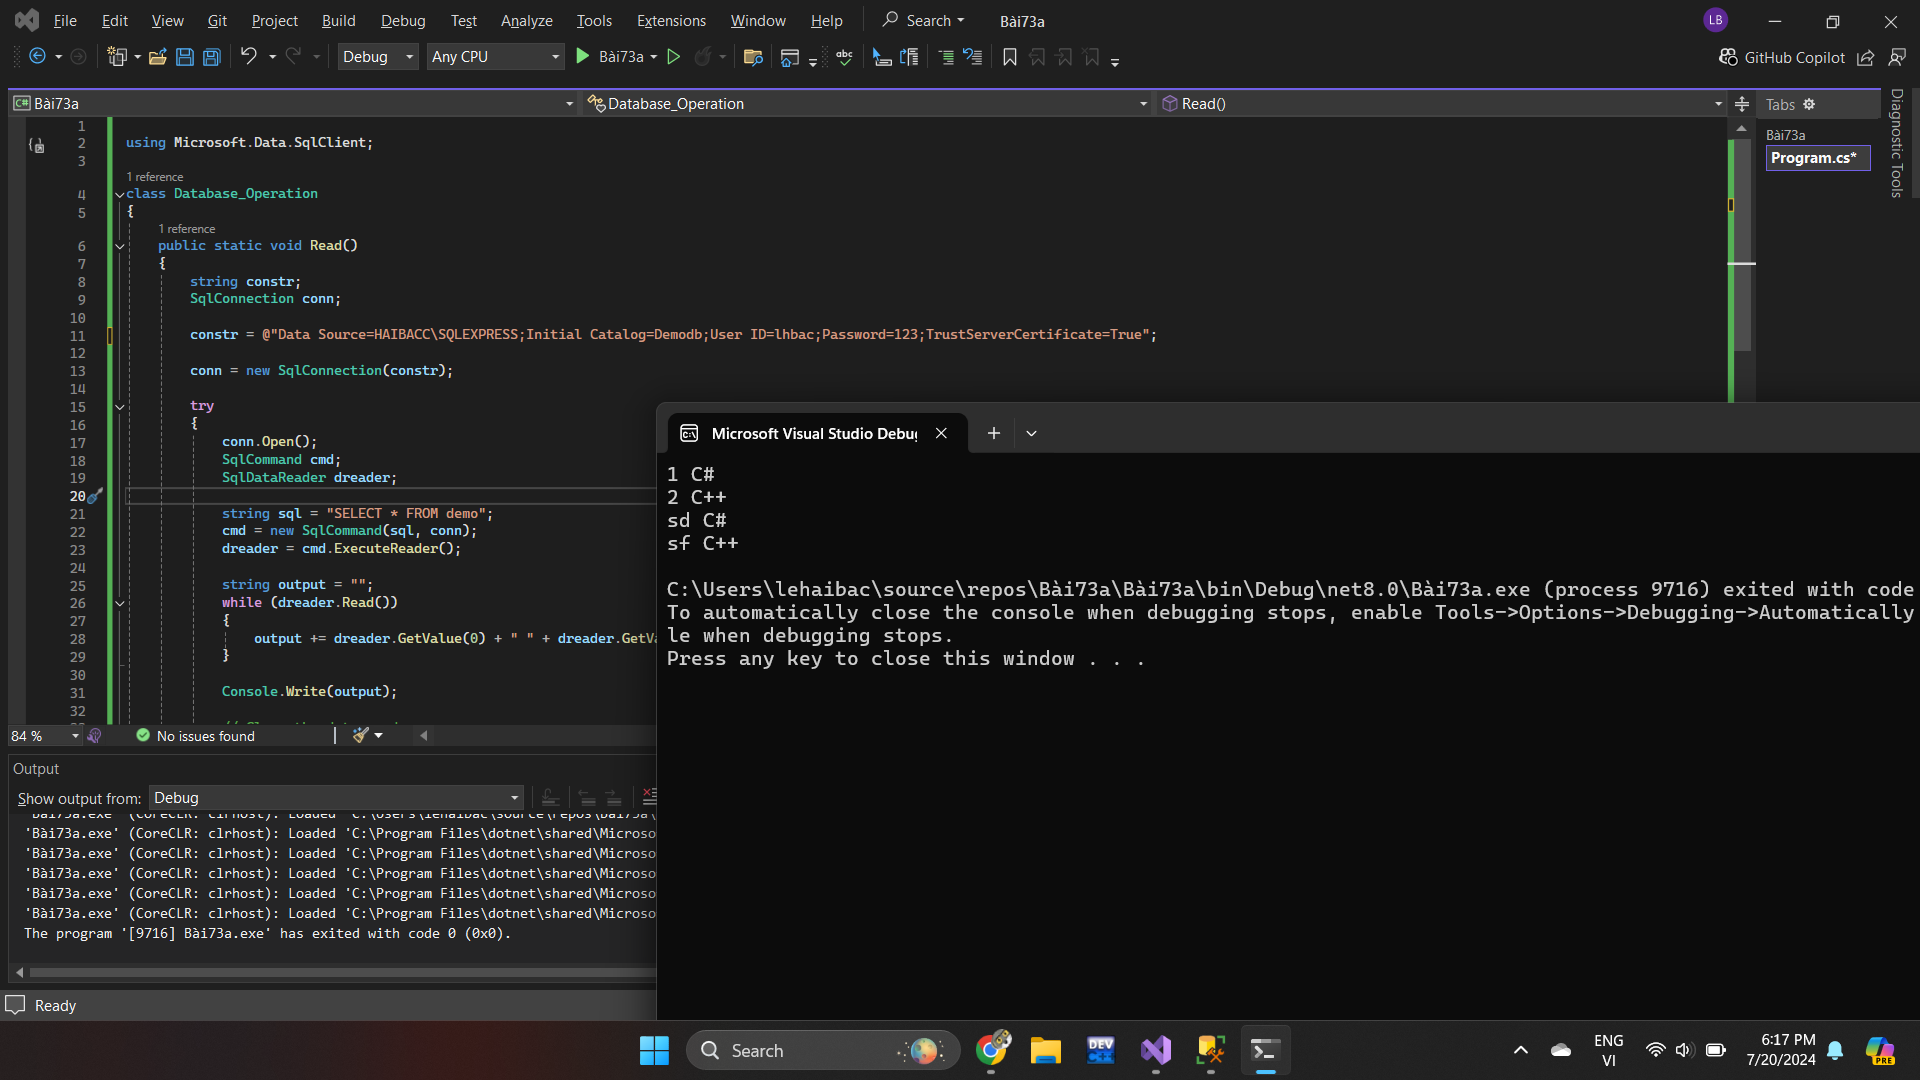 File Edit View Git Project Build Debug Test Analyze Tools Extensions Window Help Search Bài73a LB
Debug Any CPU Bài73a abc GitHub Copilot
C# Bài73a Database_Operation Read() Tabs
Diagnostic Tools
Bài73a
Program.cs*
1
2 using Microsoft.Data.SqlClient;
3
1 reference
4 class Database_Operation
5 {
1 reference
6 public static void Read()
7 {
8 string constr;
9 SqlConnection conn;
10
11 constr = @"Data Source=HAIBACC\SQLEXPRESS;Initial Catalog=Demodb;User ID=lhbac;Password=123;TrustServerCertificate=True";
12
13 conn = new SqlConnection(constr);
14
15 try
16 {
17 conn.Open();
18 SqlCommand cmd;
19 SqlDataReader dreader;
20
21 string sql = "SELECT * FROM demo";
22 cmd = new SqlCommand(sql, conn);
23 dreader = cmd.ExecuteReader();
24
25 string output = "";
26 while (dreader.Read())
27 {
28 output += dreader.GetValue(0) + " " + dreader.GetVa
29 }
30
31 Console.Write(output);
32
84 % No issues found
Output
Show output from: Debug
'Bài73a.exe' (CoreCLR: clrhost): Loaded 'C:\Users\lehaibac\source\repos\Bài73a\
'Bài73a.exe' (CoreCLR: clrhost): Loaded 'C:\Program Files\dotnet\shared\Microso
'Bài73a.exe' (CoreCLR: clrhost): Loaded 'C:\Program Files\dotnet\shared\Microso
'Bài73a.exe' (CoreCLR: clrhost): Loaded 'C:\Program Files\dotnet\shared\Microso
'Bài73a.exe' (CoreCLR: clrhost): Loaded 'C:\Program Files\dotnet\shared\Microso
'Bài73a.exe' (CoreCLR: clrhost): Loaded 'C:\Program Files\dotnet\shared\Microso
The program '[9716] Bài73a.exe' has exited with code 0 (0x0).
Ready
Microsoft Visual Studio Debug
1 C#
2 C++
sd C#
sf C++
C:\Users\lehaibac\source\repos\Bài73a\Bài73a\bin\Debug\net8.0\Bài73a.exe (process 9716) exited with code
To automatically close the console when debugging stops, enable Tools->Options->Debugging->Automatically
le when debugging stops.
Press any key to close this window . . .
Search
DEV
ENG
VI
6:17 PM
7/20/2024
PRE